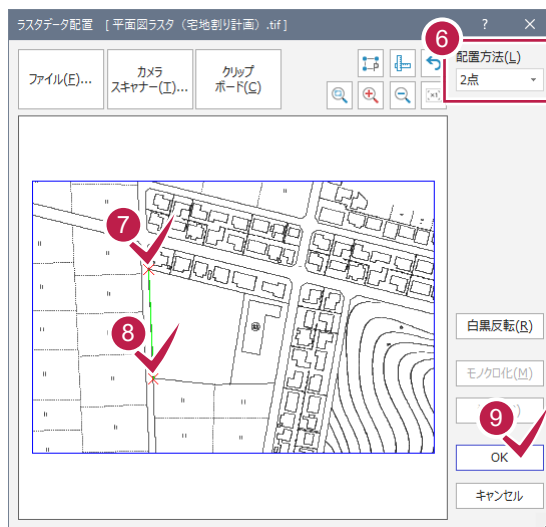 ラスタデータ配置 [ 平面図ラスタ（宅地割り計画）.tif ]
?
6
ファイル(F)...
カメラ
スキャナー(T)...
クリップ
ボード(C)
配置方法(L)
2点
7
8
白黒反転(R)
モノクロ化(M)
9
OK
キャンセル